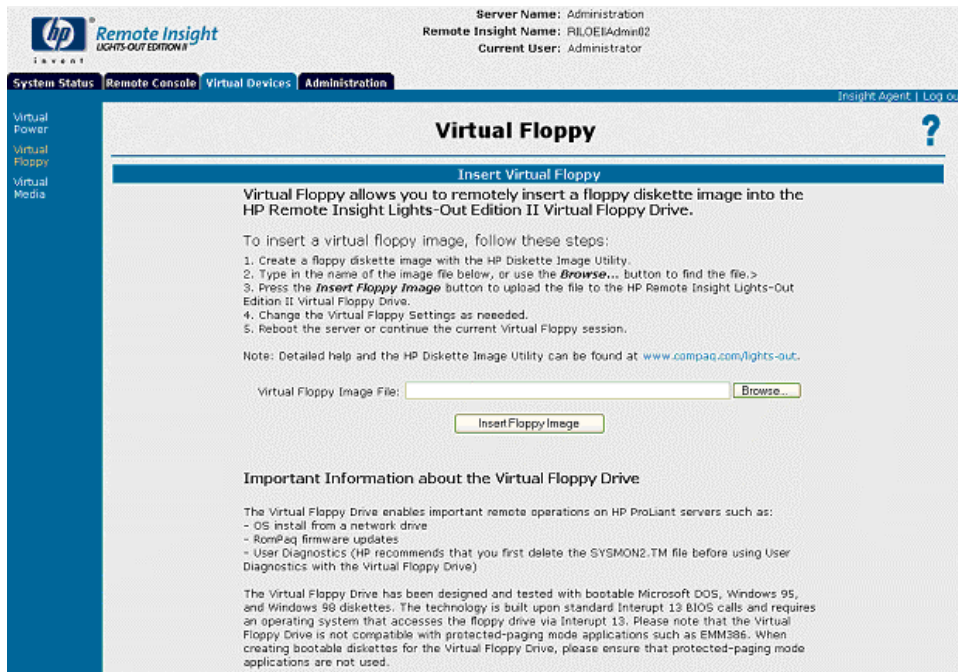 Server Name: Administration
hp
Remote Insight
Remote Insight Name: RILOEIIAdmin02
LIGHTS-OUT EDITION II
Current User: Administrator
invent
System Status Remote Console Virtual Devices Administration
Insight Agent | Log ou
Virtual
Power
Virtual
Floppy
Virtual
Media
Virtual Floppy
?
Insert Virtual Floppy
Virtual Floppy allows you to remotely insert a floppy diskette image into the
HP Remote Insight Lights-Out Edition II Virtual Floppy Drive.
To insert a virtual floppy image, follow these steps:
1. Create a floppy diskette image with the HP Diskette Image Utility.
2. Type in the name of the image file below, or use the Browse... button to find the file.>
3. Press the Insert Floppy Image button to upload the file to the HP Remote Insight Lights-Out
Edition II Virtual Floppy Drive.
4. Change the Virtual Floppy Settings as neeeded.
5. Reboot the server or continue the current Virtual Floppy session.
Note: Detailed help and the HP Diskette Image Utility can be found at www.compaq.com/lights-out.
Virtual Floppy Image File: Browse...
Insert Floppy Image
Important Information about the Virtual Floppy Drive
The Virtual Floppy Drive enables important remote operations on HP ProLiant servers such as:
- OS install from a network drive
- RomPaq firmware updates
- User Diagnostics (HP recommends that you first delete the SYSMON2.TM file before using User
Diagnostics with the Virtual Floppy Drive)
The Virtual Floppy Drive has been designed and tested with bootable Microsoft DOS, Windows 95,
and Windows 98 diskettes. The technology is built upon standard Interupt 13 BIOS calls and requires
an operating system that accesses the floppy drive via Interupt 13. Please note that the Virtual
Floppy Drive is not compatible with protected-paging mode applications such as EMM386. When
creating bootable diskettes for the Virtual Floppy Drive, please ensure that protected-paging mode
applications are not used.